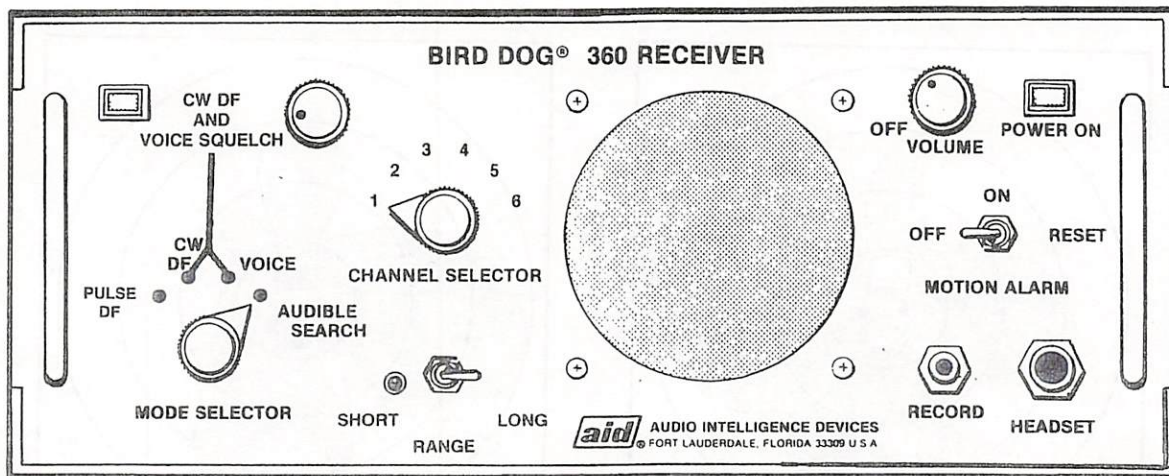 BIRD DOG® 360 RECEIVER
CW DF
AND
VOICE SQUELCH
CW
DF
VOICE
PULSE
DF
AUDIBLE
SEARCH
MODE SELECTOR
1
2
3
4
5
6
CHANNEL SELECTOR
SHORT
LONG
RANGE
aid
AUDIO INTELLIGENCE DEVICES
® FORT LAUDERDALE, FLORIDA 33309 U S A
OFF
VOLUME
POWER ON
ON
OFF
RESET
MOTION ALARM
RECORD
HEADSET